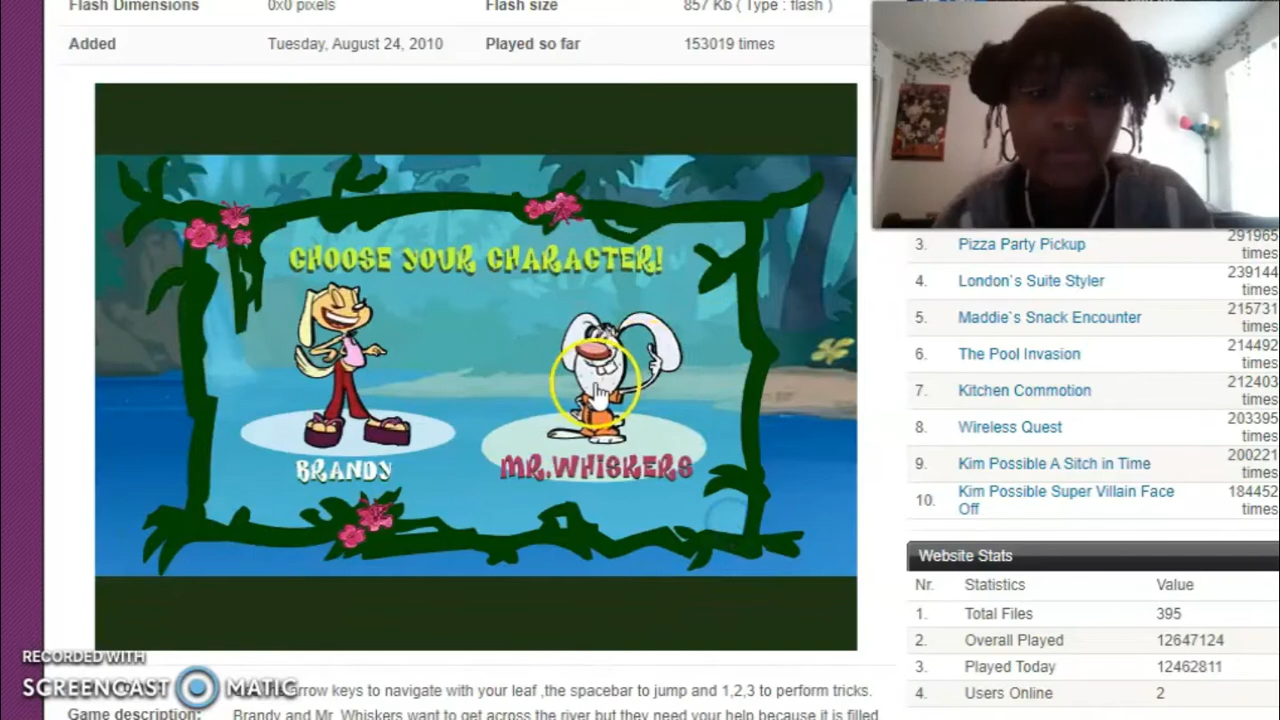 Flash Dimensions 0x0 pixels Flash size 857 Kb ( Type : flash )
Added Tuesday, August 24, 2010 Played so far 153019 times
CHOOSE YOUR CHARACTER!
BRANDY
MR.WHISKERS
3. Pizza Party Pickup 291965 times
4. London`s Suite Styler 239144 times
5. Maddie`s Snack Encounter 215731 times
6. The Pool Invasion 214492 times
7. Kitchen Commotion 212403 times
8. Wireless Quest 203395 times
9. Kim Possible A Sitch in Time 200221 times
10. Kim Possible Super Villain Face Off 184452 times
Website Stats
Nr. Statistics Value
1. Total Files 395
2. Overall Played 12647124
3. Played Today 12462811
4. Users Online 2
RECORDED WITH
SCREENCAST MATIC
arrow keys to navigate with your leaf ,the spacebar to jump and 1,2,3 to perform tricks.
Game description: Brandy and Mr. Whiskers want to get across the river but they need your help because it is filled